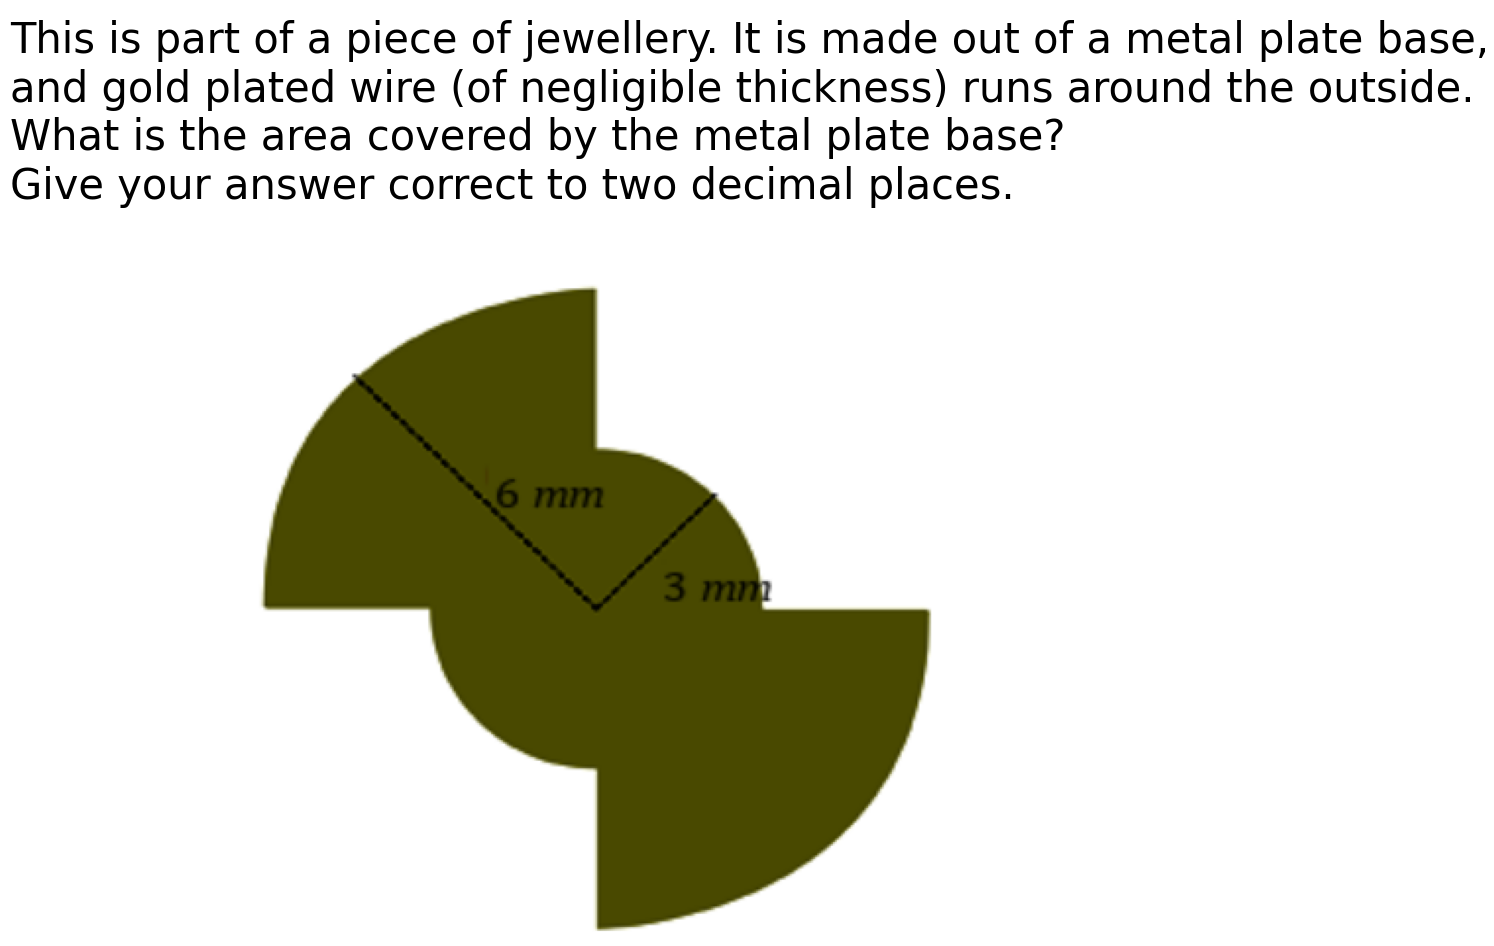 This is part of a piece of jewellery. It is made out of a metal plate base,
and gold plated wire (of negligible thickness) runs around the outside.
What is the area covered by the metal plate base?
Give your answer correct to two decimal places.
6 mm
3 mm